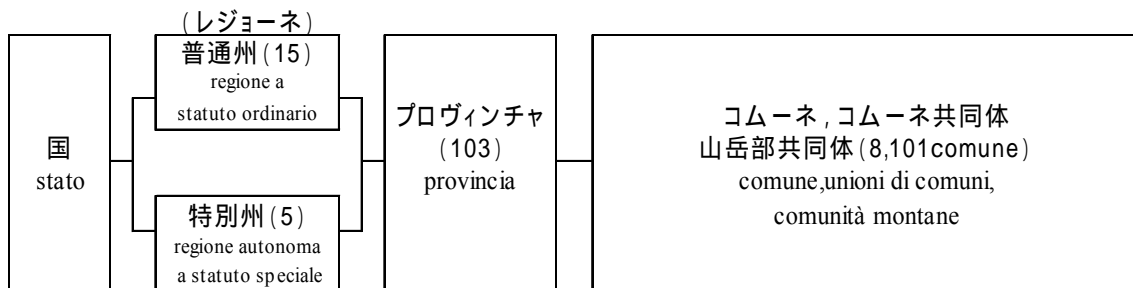 国
stato
(レジョーネ)
普通州(15)
regione a
statuto ordinario
特別州(5)
regione autonoma
a statuto speciale
プロヴィンチャ
(103)
provincia
コムーネ,コムーネ共同体
山岳部共同体(8,101comune)
comune,unioni di comuni,
comunità montane